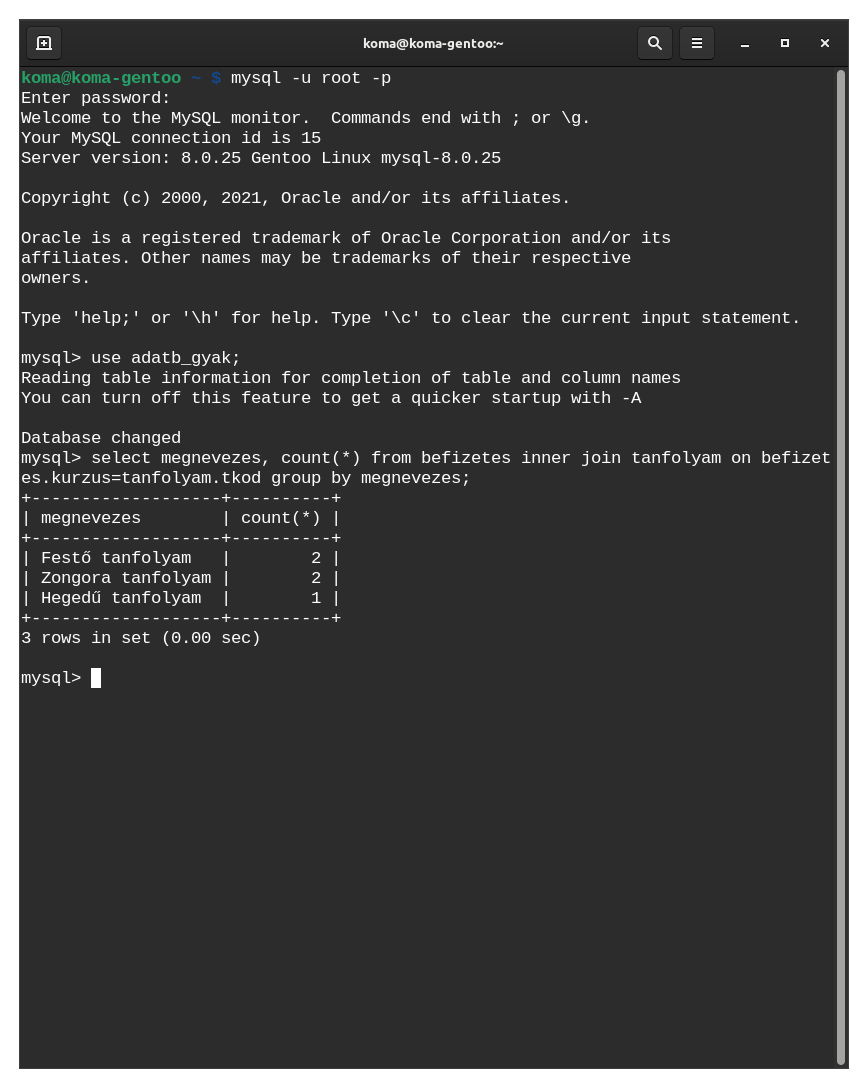 koma@koma-gentoo:~
koma@koma-gentoo ~ $ mysql -u root -p
Enter password:
Welcome to the MySQL monitor.  Commands end with ; or \g.
Your MySQL connection id is 15
Server version: 8.0.25 Gentoo Linux mysql-8.0.25

Copyright (c) 2000, 2021, Oracle and/or its affiliates.

Oracle is a registered trademark of Oracle Corporation and/or its
affiliates. Other names may be trademarks of their respective
owners.

Type 'help;' or '\h' for help. Type '\c' to clear the current input statement.

mysql> use adatb_gyak;
Reading table information for completion of table and column names
You can turn off this feature to get a quicker startup with -A

Database changed
mysql> select megnevezes, count(*) from befizetes inner join tanfolyam on befizet
es.kurzus=tanfolyam.tkod group by megnevezes;
+-------------------+----------+
| megnevezes        | count(*) |
+-------------------+----------+
| Festő tanfolyam   |        2 |
| Zongora tanfolyam |        2 |
| Hegedű tanfolyam  |        1 |
+-------------------+----------+
3 rows in set (0.00 sec)

mysql>